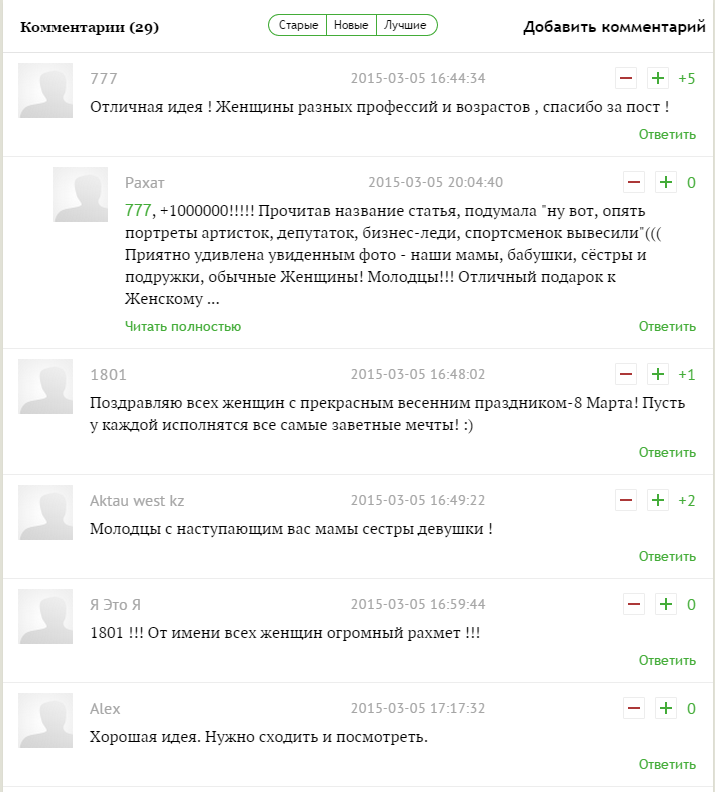 Комментарии (29)
Старые Новые Лучшие
Добавить комментарий
777 2015-03-05 16:44:34 +5
Отличная идея ! Женщины разных профессий и возрастов , спасибо за пост !
Ответить
Рахат 2015-03-05 20:04:40 0
777, +1000000!!!!! Прочитав название статья, подумала "ну вот, опять
портреты артисток, депутаток, бизнес-леди, спортсменок вывесили"(((
Приятно удивлена увиденным фото - наши мамы, бабушки, сёстры и
подружки, обычные Женщины! Молодцы!!! Отличный подарок к
Женскому ...
Читать полностью Ответить
1801 2015-03-05 16:48:02 +1
Поздравляю всех женщин с прекрасным весенним праздником-8 Марта! Пусть
у каждой исполнятся все самые заветные мечты! :)
Ответить
Aktau west kz 2015-03-05 16:49:22 +2
Молодцы с наступающим вас мамы сестры девушки !
Ответить
Я Это Я 2015-03-05 16:59:44 0
1801 !!! От имени всех женщин огромный рахмет !!!
Ответить
Alex 2015-03-05 17:17:32 0
Хорошая идея. Нужно сходить и посмотреть.
Ответить